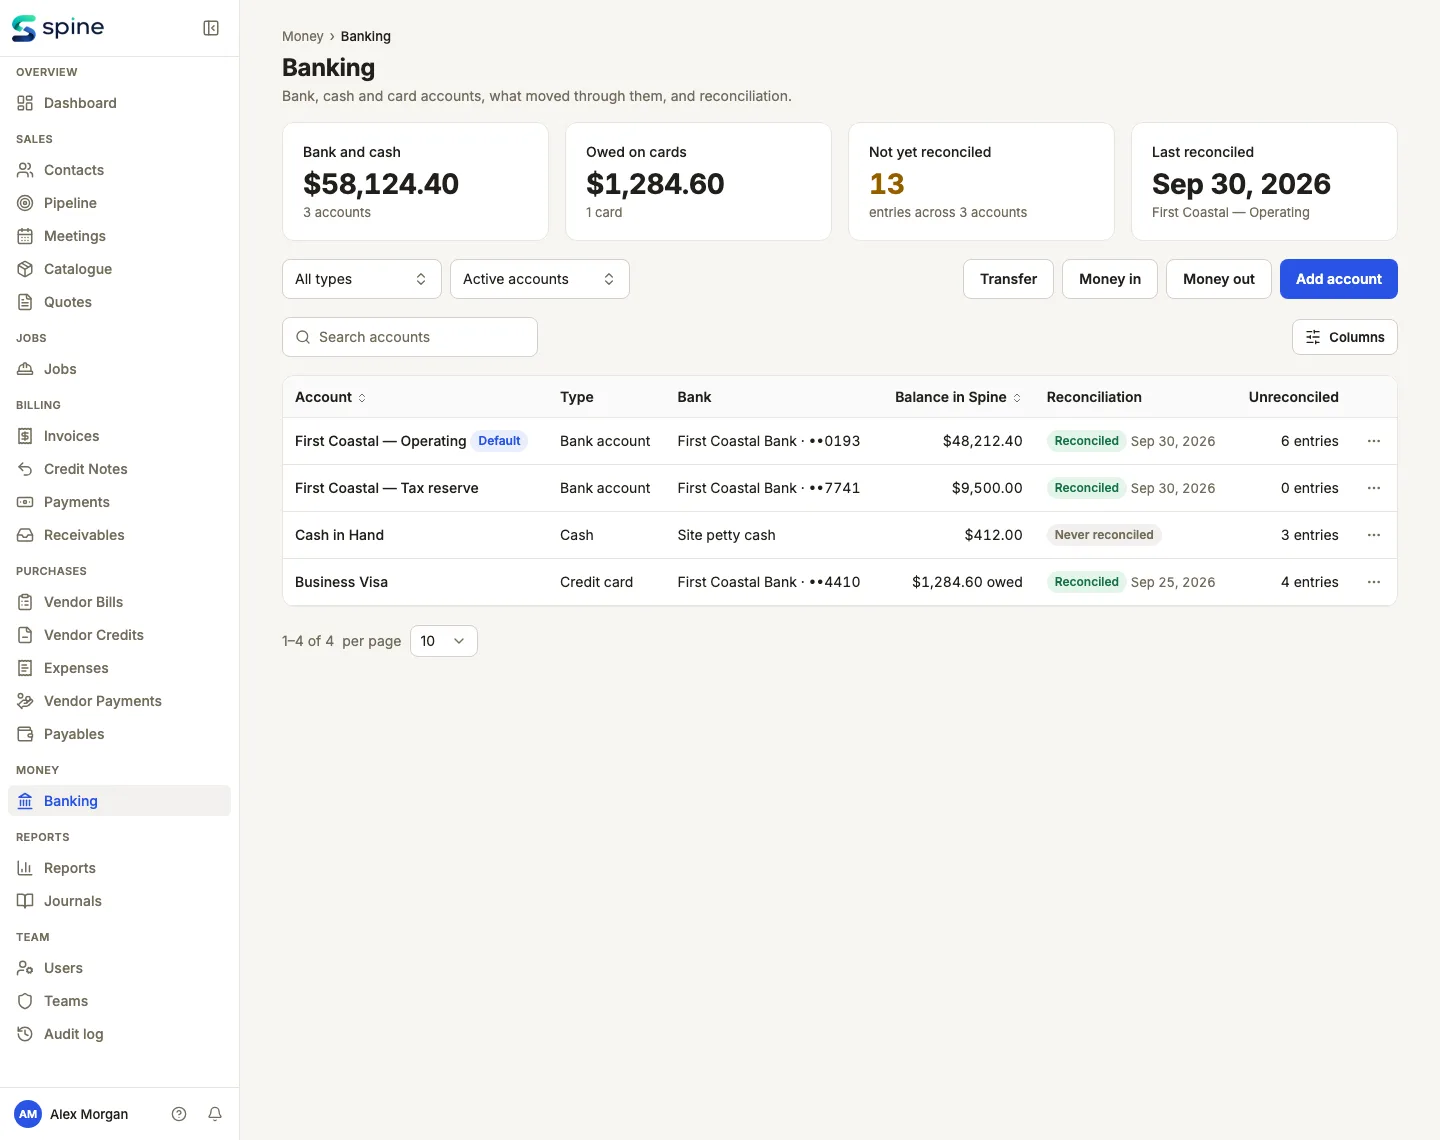 spine
OVERVIEW
Dashboard
SALES
Contacts
Pipeline
Meetings
Catalogue
Quotes
JOBS
Jobs
BILLING
Invoices
Credit Notes
Payments
Receivables
PURCHASES
Vendor Bills
Vendor Credits
Expenses
Vendor Payments
Payables
MONEY
Banking
REPORTS
Reports
Journals
TEAM
Users
Teams
Audit log
AM Alex Morgan
Money › Banking
Banking
Bank, cash and card accounts, what moved through them, and reconciliation.
Bank and cash
$58,124.40
3 accounts
Owed on cards
$1,284.60
1 card
Not yet reconciled
13
entries across 3 accounts
Last reconciled
Sep 30, 2026
First Coastal — Operating
All types Active accounts Transfer Money in Money out Add account
Search accounts Columns
Account Type Bank Balance in Spine Reconciliation Unreconciled
First Coastal — Operating Default Bank account First Coastal Bank · ••0193 $48,212.40 Reconciled Sep 30, 2026 6 entries
First Coastal — Tax reserve Bank account First Coastal Bank · ••7741 $9,500.00 Reconciled Sep 30, 2026 0 entries
Cash in Hand Cash Site petty cash $412.00 Never reconciled 3 entries
Business Visa Credit card First Coastal Bank · ••4410 $1,284.60 owed Reconciled Sep 25, 2026 4 entries
1–4 of 4 per page 10